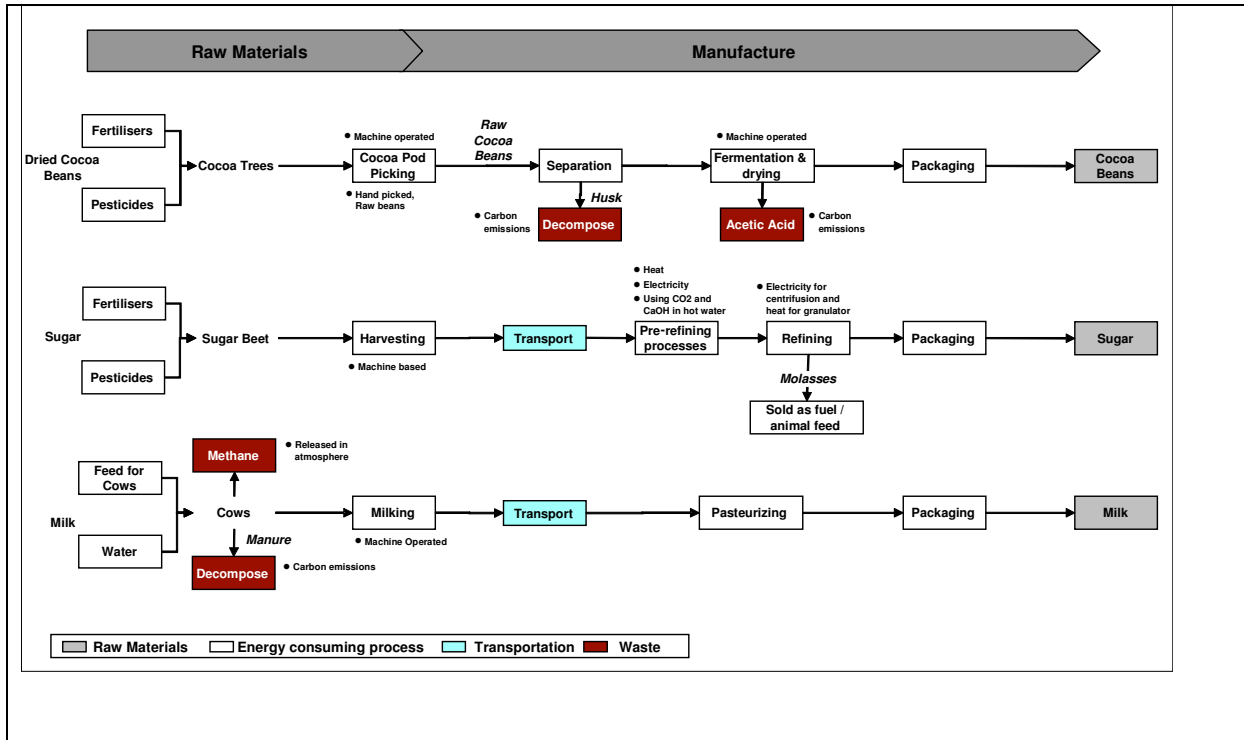 Raw Materials
Manufacture
Dried Cocoa
Beans
Fertilisers
Pesticides
Cocoa Trees
● Machine operated
Cocoa Pod
Picking
● Hand picked,
Raw beans
Raw
Cocoa
Beans
Separation
Husk
● Carbon
emissions
Decompose
● Machine operated
Fermentation &
drying
Acetic Acid
● Carbon
emissions
Packaging
Cocoa
Beans
Sugar
Fertilisers
Pesticides
Sugar Beet
Harvesting
● Machine based
Transport
● Heat
● Electricity
● Using CO2 and
CaOH in hot water
Pre-refining
processes
● Electricity for
centrifusion and
heat for granulator
Refining
Molasses
Sold as fuel /
animal feed
Packaging
Sugar
Milk
Feed for
Cows
Water
Methane
● Released in
atmosphere
Cows
Manure
Decompose
● Carbon emissions
Milking
● Machine Operated
Transport
Pasteurizing
Packaging
Milk
Raw Materials
Energy consuming process
Transportation
Waste